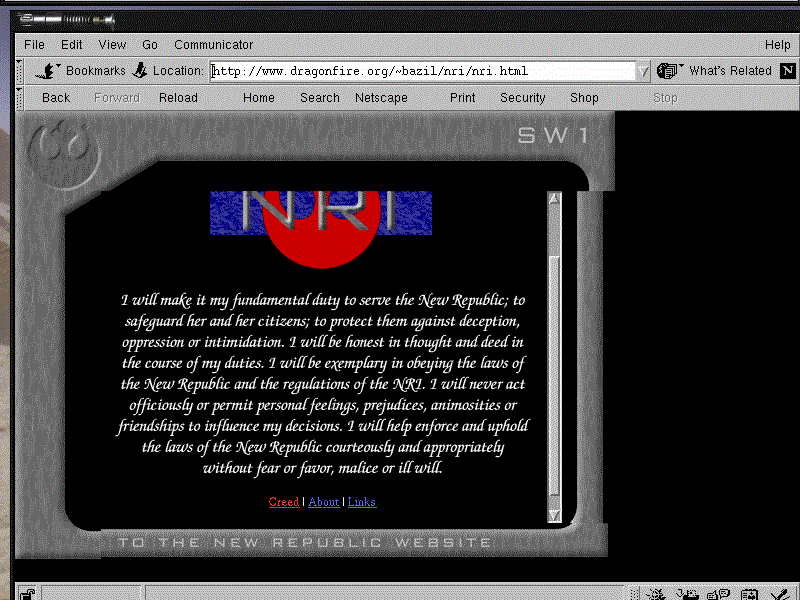 File Edit View Go Communicator Help
Bookmarks Location: http://www.dragonfire.org/~bazil/nri/nri.html What's Related N
Back Forward Reload Home Search Netscape Print Security Shop Stop
SW1
NRI
I will make it my fundamental duty to serve the New Republic; to
safeguard her and her citizens; to protect them against deception,
oppression or intimidation. I will be honest in thought and deed in
the course of my duties. I will be exemplary in obeying the laws of
the New Republic and the regulations of the NRI. I will never act
officiously or permit personal feelings, prejudices, animosities or
friendships to influence my decisions. I will help enforce and uphold
the laws of the New Republic courteously and appropriately
without fear or favor, malice or ill will.
Creed | About | Links
TO THE NEW REPUBLIC WEBSITE